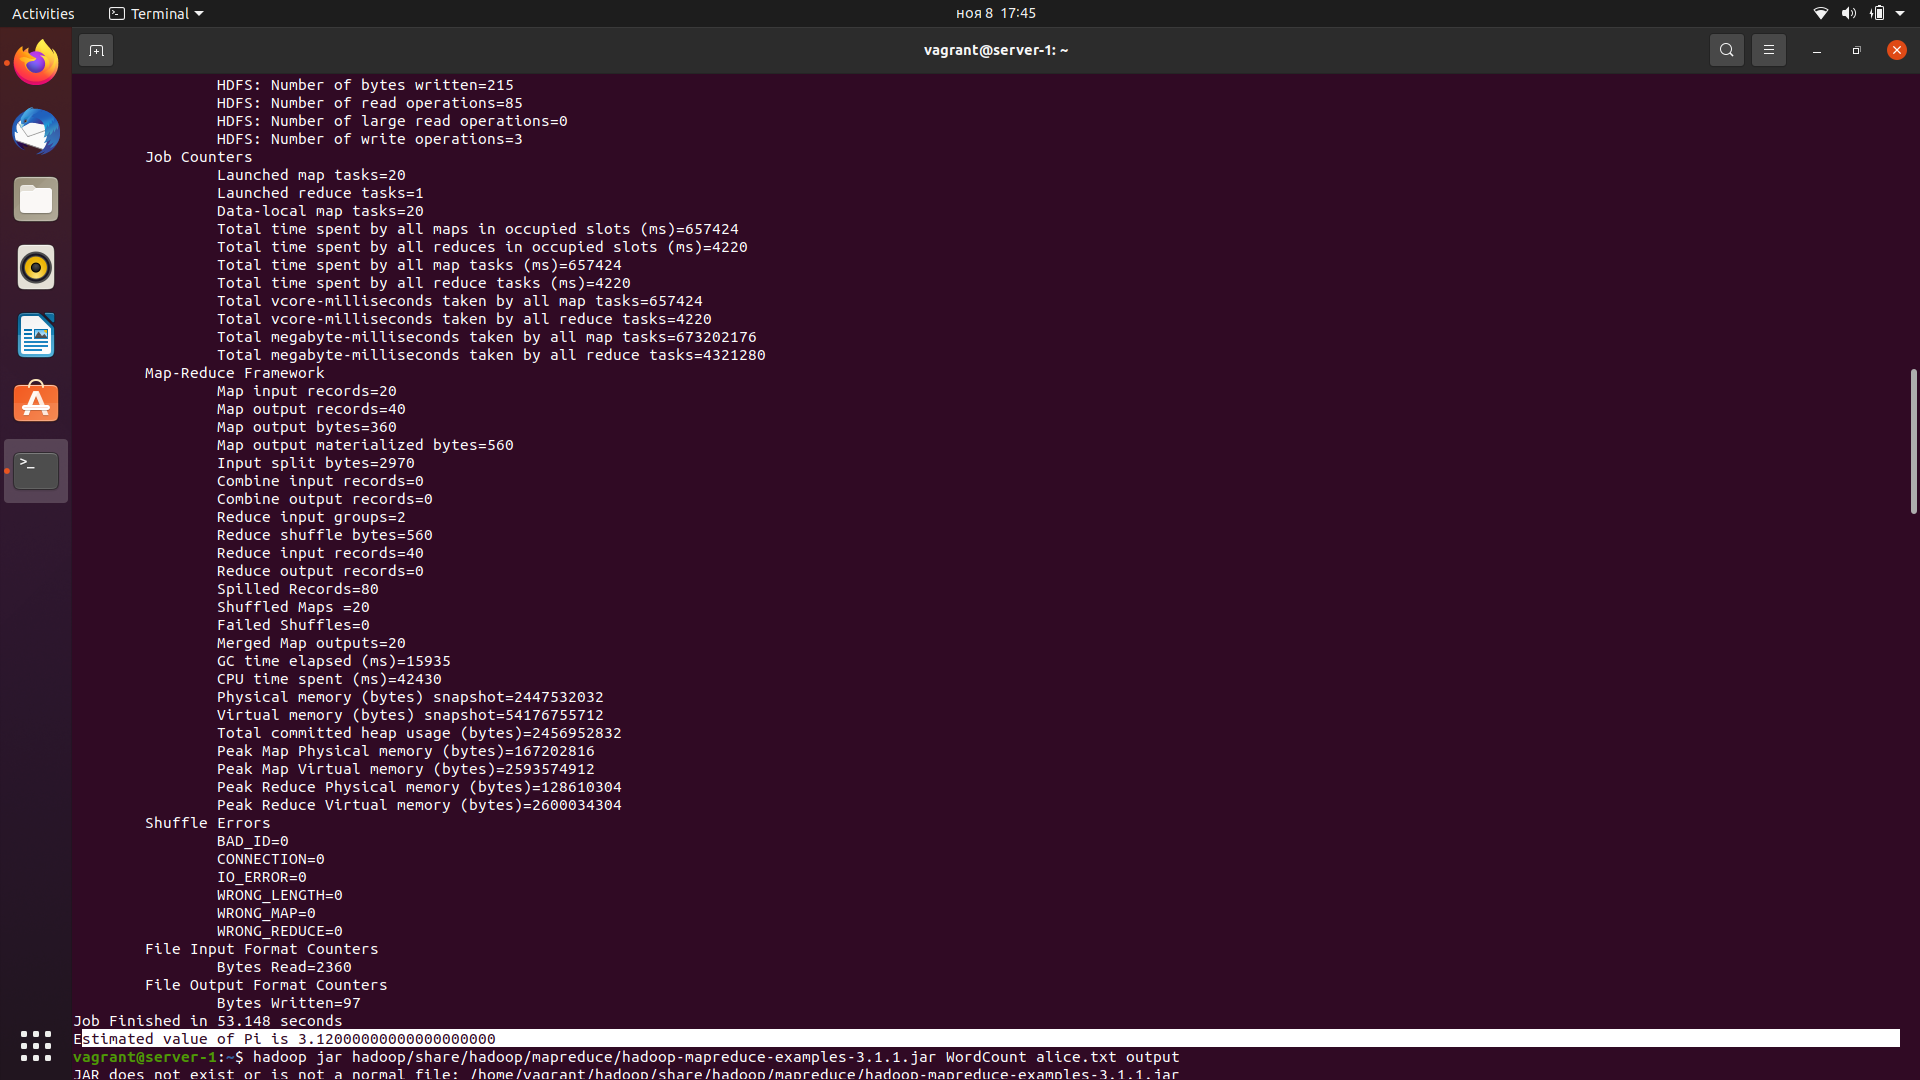 Activities
Terminal
ноя 8 17:45
vagrant@server-1: ~
HDFS: Number of bytes written=215
HDFS: Number of read operations=85
HDFS: Number of large read operations=0
HDFS: Number of write operations=3
Job Counters
Launched map tasks=20
Launched reduce tasks=1
Data-local map tasks=20
Total time spent by all maps in occupied slots (ms)=657424
Total time spent by all reduces in occupied slots (ms)=4220
Total time spent by all map tasks (ms)=657424
Total time spent by all reduce tasks (ms)=4220
Total vcore-milliseconds taken by all map tasks=657424
Total vcore-milliseconds taken by all reduce tasks=4220
Total megabyte-milliseconds taken by all map tasks=673202176
Total megabyte-milliseconds taken by all reduce tasks=4321280
Map-Reduce Framework
Map input records=20
Map output records=40
Map output bytes=360
Map output materialized bytes=560
Input split bytes=2970
Combine input records=0
Combine output records=0
Reduce input groups=2
Reduce shuffle bytes=560
Reduce input records=40
Reduce output records=0
Spilled Records=80
Shuffled Maps =20
Failed Shuffles=0
Merged Map outputs=20
GC time elapsed (ms)=15935
CPU time spent (ms)=42430
Physical memory (bytes) snapshot=2447532032
Virtual memory (bytes) snapshot=54176755712
Total committed heap usage (bytes)=2456952832
Peak Map Physical memory (bytes)=167202816
Peak Map Virtual memory (bytes)=2593574912
Peak Reduce Physical memory (bytes)=128610304
Peak Reduce Virtual memory (bytes)=2600034304
Shuffle Errors
BAD_ID=0
CONNECTION=0
IO_ERROR=0
WRONG_LENGTH=0
WRONG_MAP=0
WRONG_REDUCE=0
File Input Format Counters
Bytes Read=2360
File Output Format Counters
Bytes Written=97
Job Finished in 53.148 seconds
Estimated value of Pi is 3.12000000000000000000
vagrant@server-1:~$ hadoop jar hadoop/share/hadoop/mapreduce/hadoop-mapreduce-examples-3.1.1.jar WordCount alice.txt output
JAR does not exist or is not a normal file: /home/vagrant/hadoop/share/hadoop/mapreduce/hadoop-mapreduce-examples-3.1.1.jar